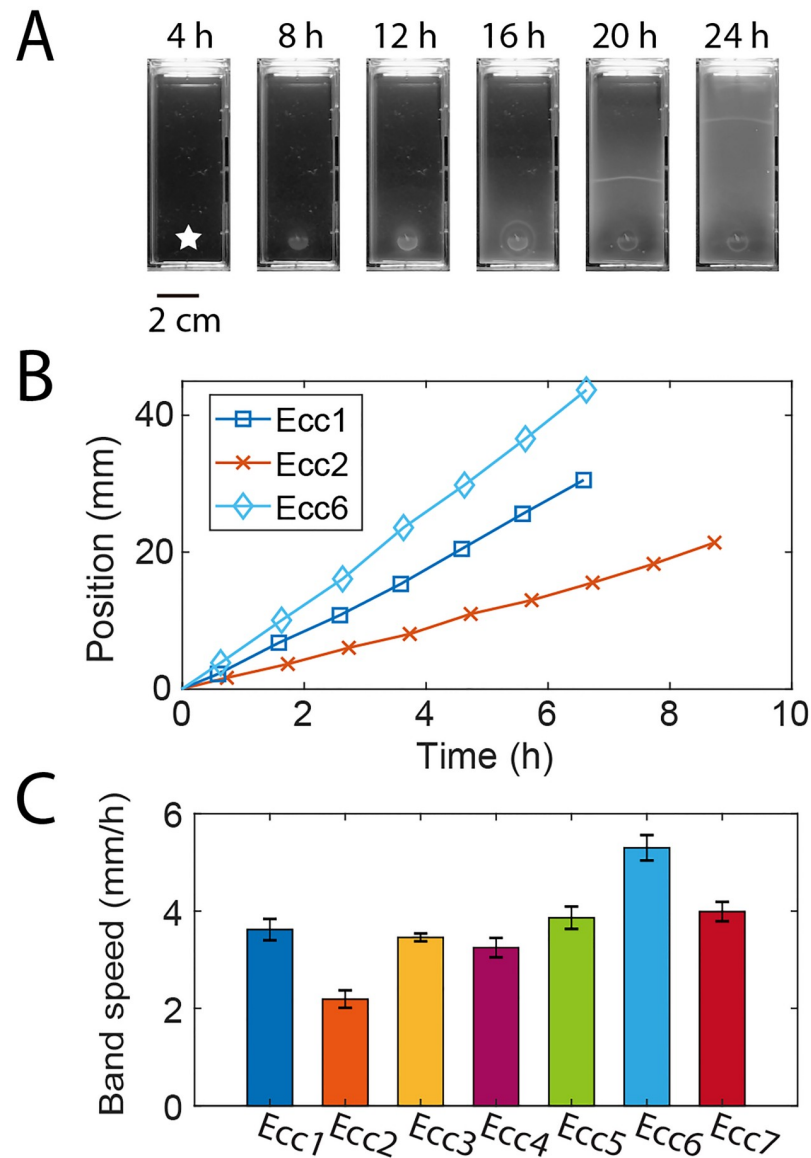 A
4 h 8 h 12 h 16 h 20 h 24 h
2 cm
B
Position (mm)
40
20
0
Ecc1
Ecc2
Ecc6
0 2 4 6 8 10
Time (h)
C
Band speed (mm/h)
6
4
2
0
Ecc1 Ecc2 Ecc3 Ecc4 Ecc5 Ecc6 Ecc7